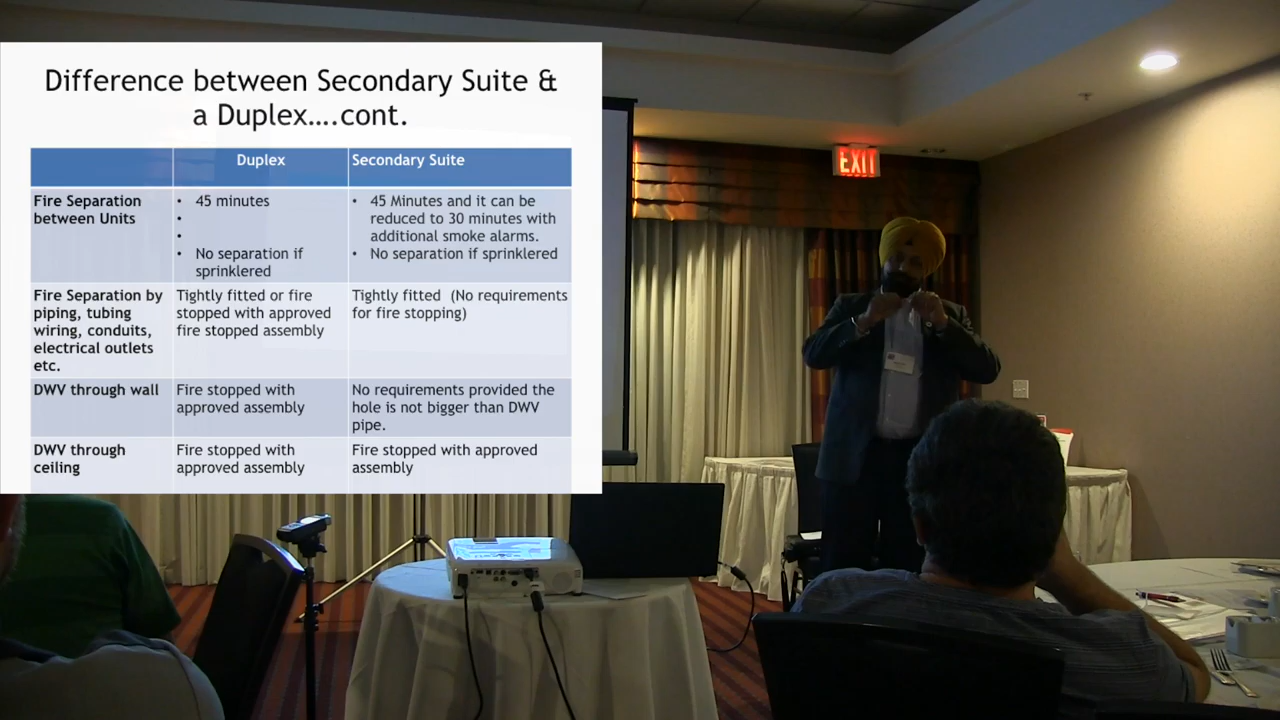 Difference between Secondary Suite &
a Duplex….cont.
Duplex
Secondary Suite
Fire Separation
between Units
• 45 minutes
•
•
• No separation if
sprinklered
• 45 Minutes and it can be
reduced to 30 minutes with
additional smoke alarms.
• No separation if sprinklered
Fire Separation by
piping, tubing
wiring, conduits,
electrical outlets
etc.
Tightly fitted or fire
stopped with approved
fire stopped assembly
Tightly fitted (No requirements
for fire stopping)
DWV through wall
Fire stopped with
approved assembly
No requirements provided the
hole is not bigger than DWV
pipe.
DWV through
ceiling
Fire stopped with
approved assembly
Fire stopped with approved
assembly
EXIT